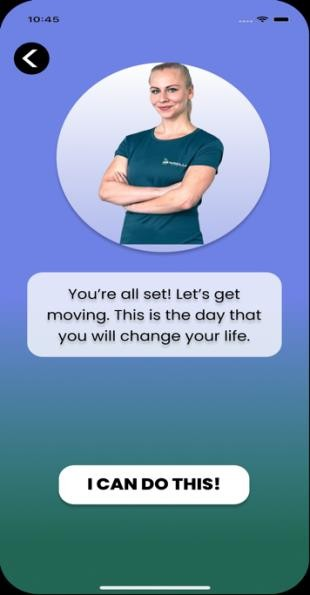 10:45
You're all set! Let's get
moving. This is the day that
you will change your life.
I CAN DO THIS!